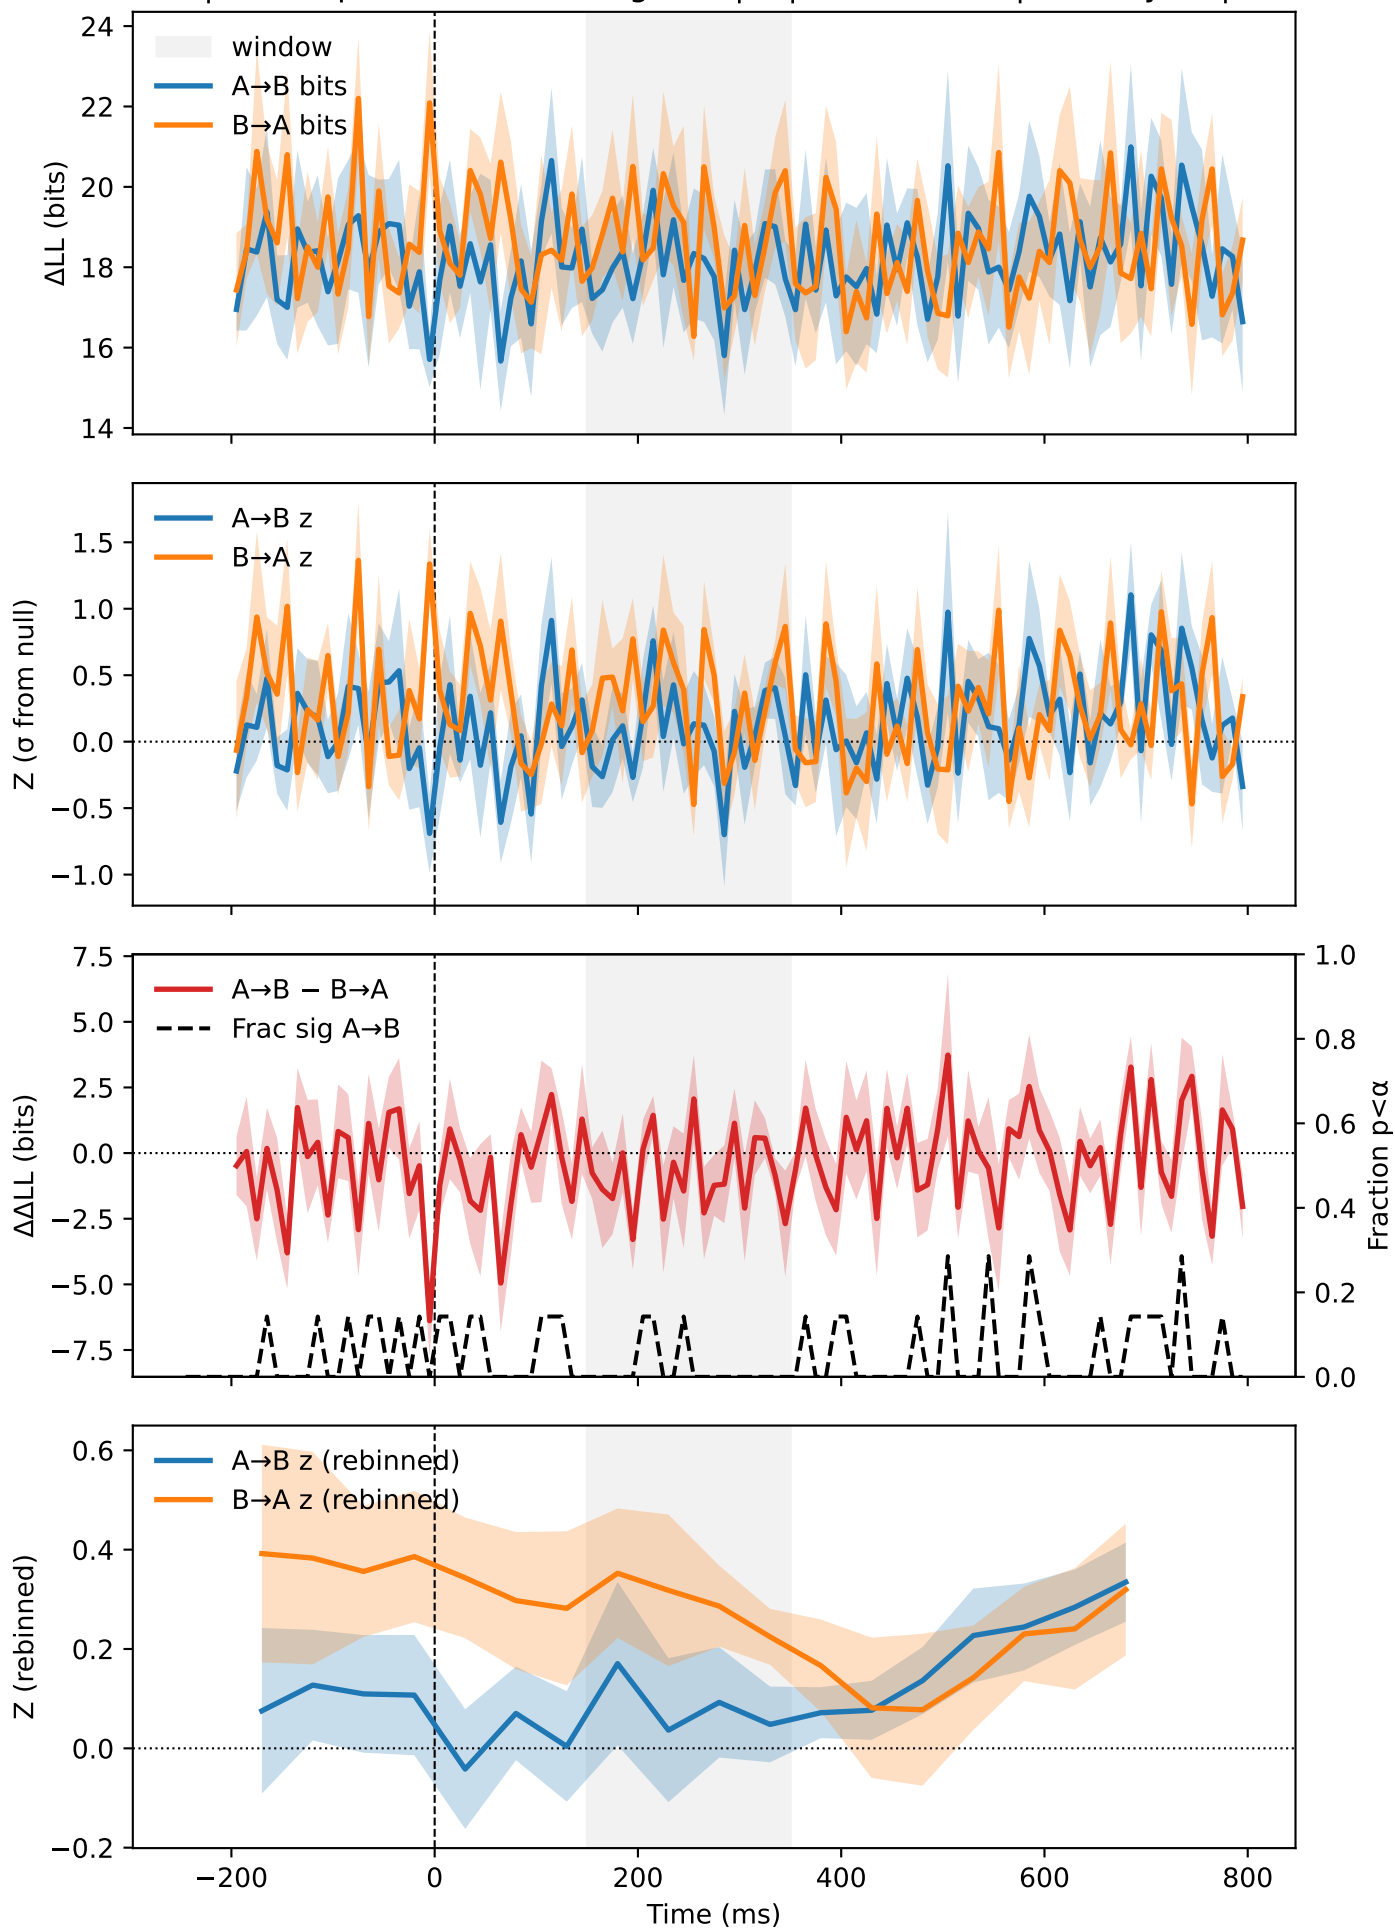 24
22
20
18
16
14
ΔLL (bits)
window
A→B bits
B→A bits
1.5
1.0
0.5
0.0
−0.5
−1.0
Z (σ from null)
A→B z
B→A z
7.5
5.0
2.5
0.0
−2.5
−5.0
−7.5
ΔΔLL (bits)
A→B − B→A
Frac sig A→B
1.0
0.8
0.6
0.4
0.2
0.0
Fraction p<α
0.6
0.4
0.2
0.0
−0.2
Z (rebinned)
A→B z (rebinned)
B→A z (rebinned)
−200
0
200
400
600
800
Time (ms)